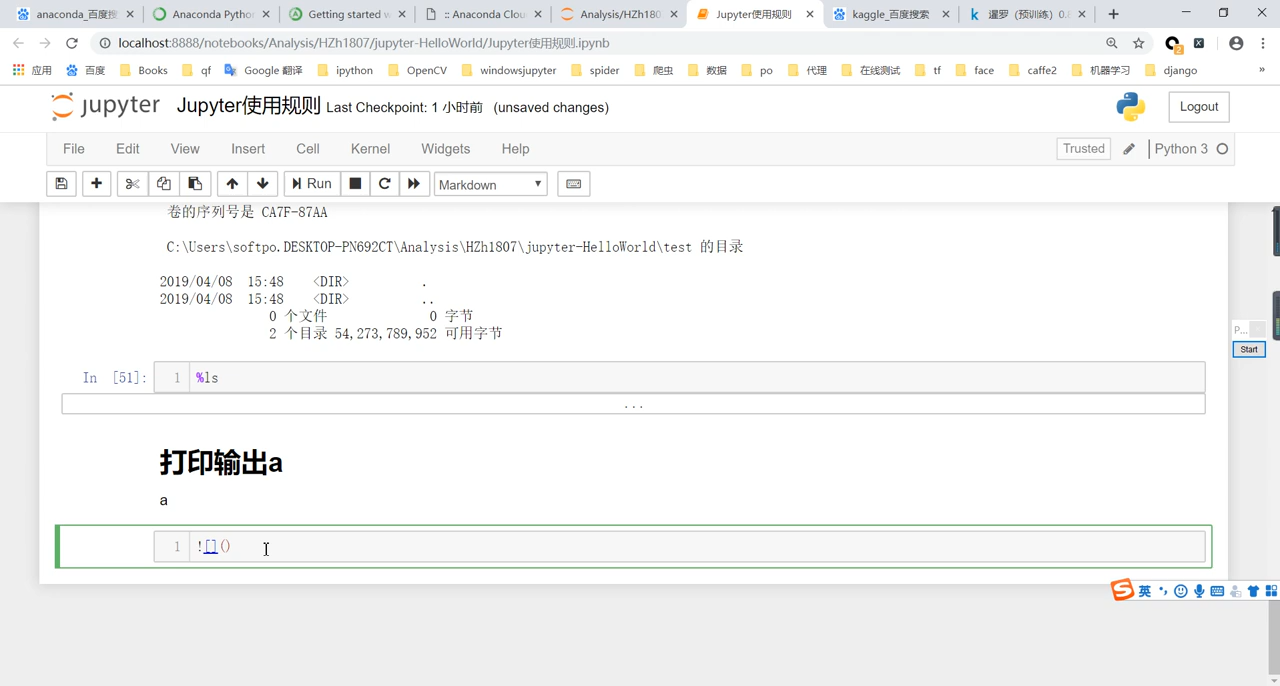 anaconda_百度搜
Anaconda Pytho
Getting started w
:: Anaconda Clou
Analysis/HZh180
Jupyter使用规则
kaggle_百度搜索
暹罗（预训练）0.8
localhost:8888/notebooks/Analysis/HZh1807/jupyter-HelloWorld/Jupyter使用规则.ipynb
2
应用 百度 Books qf Google 翻译 ipython OpenCV windowsjupyter spider 爬虫 数据 po 代理 在线测试 tf face caffe2 机器学习 django »
jupyter Jupyter使用规则 Last Checkpoint: 1 小时前 (unsaved changes) Logout
File Edit View Insert Cell Kernel Widgets Help Trusted Python 3
Run Markdown
卷的序列号是 CA7F-87AA
C:\Users\softpo.DESKTOP-PN692CT\Analysis\HZh1807\jupyter-HelloWorld\test 的目录
2019/04/08 15:48 <DIR> .
2019/04/08 15:48 <DIR> ..
0 个文件 0 字节
2 个目录 54,273,789,952 可用字节
P...
Start
In [51]: 1 %ls
...
打印输出a
a
1 ![]()
英